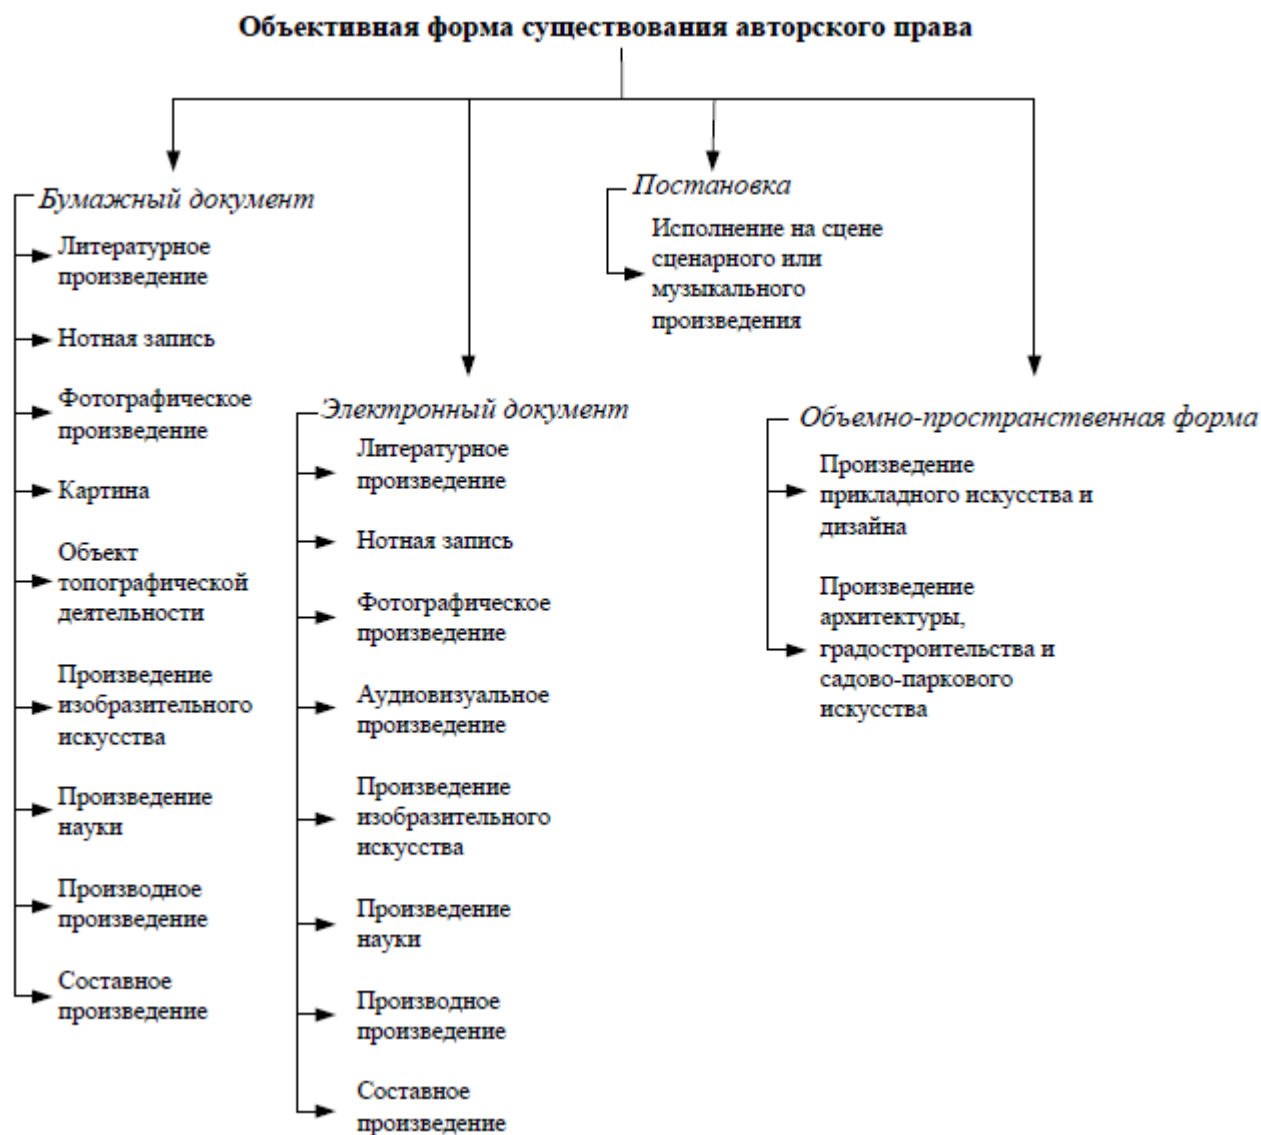 Объективная форма существования авторского права
Бумажный документ
Литературное
произведение
Нотная запись
Фотографическое
произведение
Картина
Объект
топографической
деятельности
Произведение
изобразительного
искусства
Произведение
науки
Производное
произведение
Составное
произведение
Электронный документ
Литературное
произведение
Нотная запись
Фотографическое
произведение
Аудиовизуальное
произведение
Произведение
изобразительного
искусства
Произведение
науки
Производное
произведение
Составное
произведение
Постановка
Исполнение на сцене
сценарного или
музыкального
произведения
Объемно-пространственная форма
Произведение
прикладного искусства и
дизайна
Произведение
архитектуры,
градостроительства и
садово-паркового
искусства